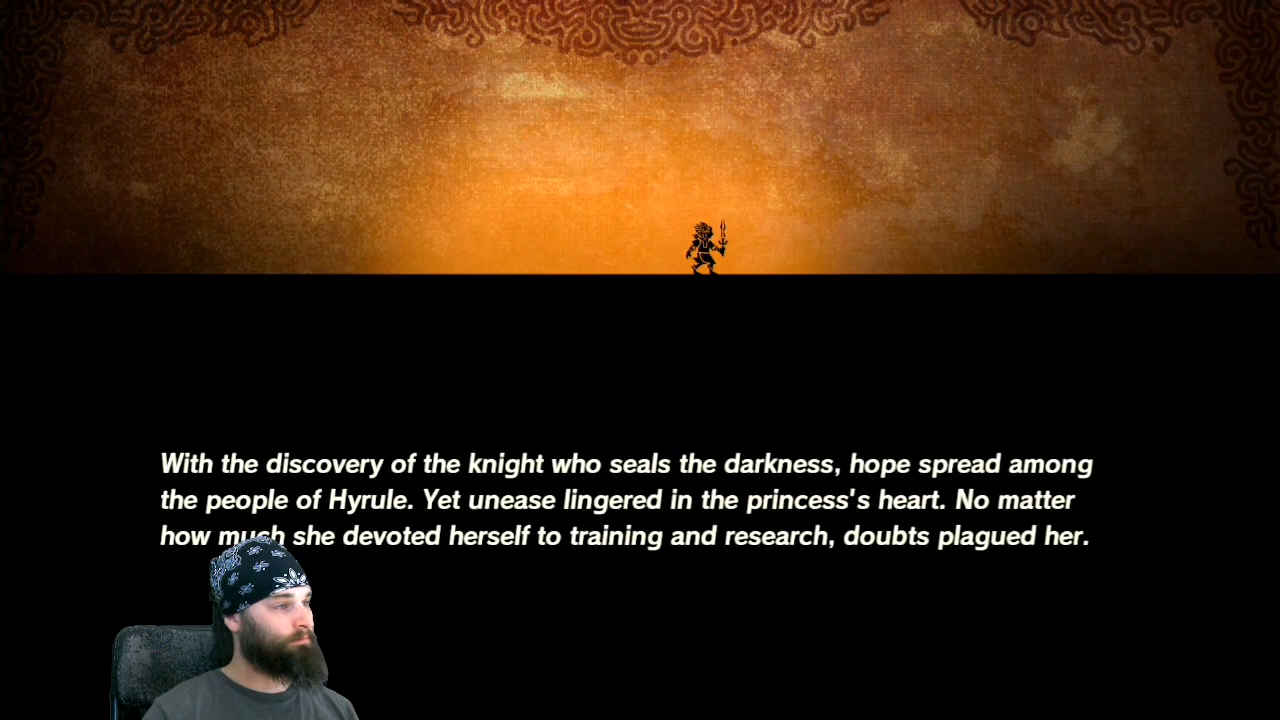 With the discovery of the knight who seals the darkness, hope spread among
the people of Hyrule. Yet unease lingered in the princess's heart. No matter
how much she devoted herself to training and research, doubts plagued her.